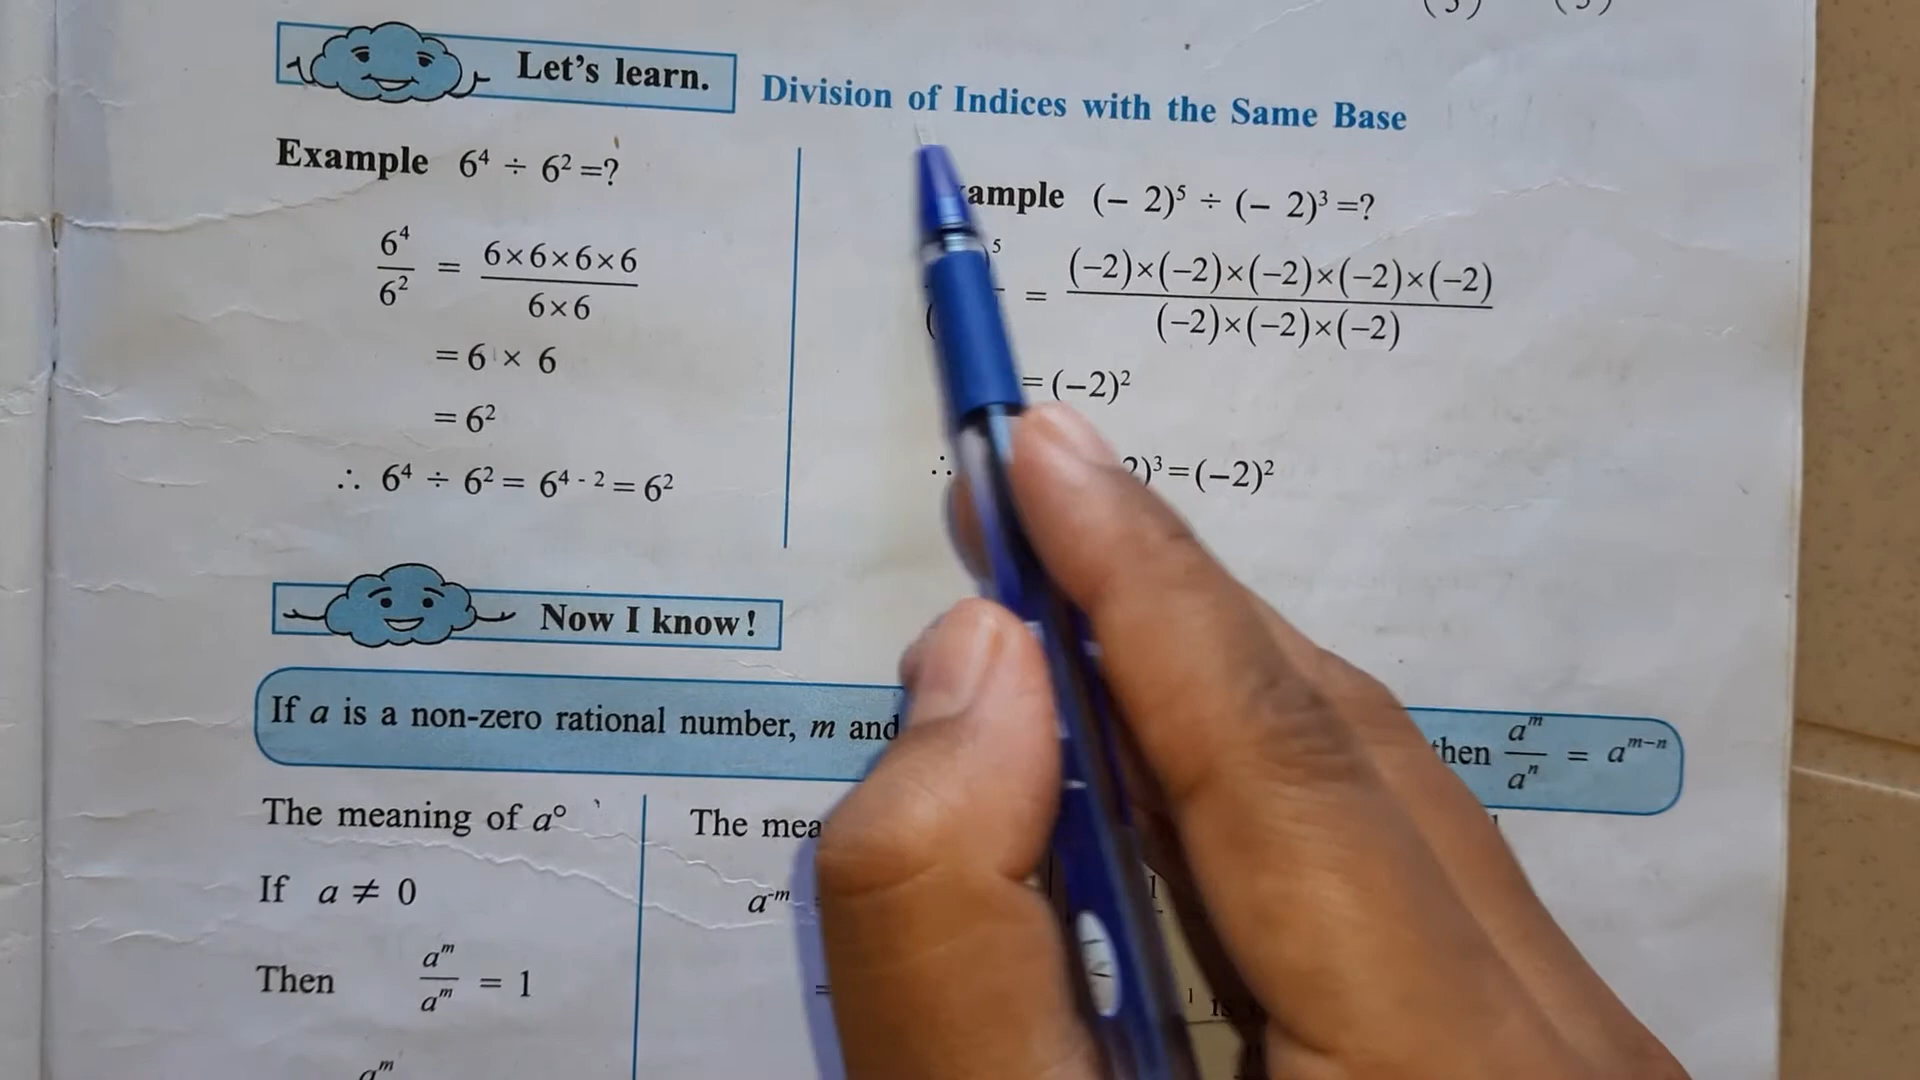 Let's learn.
Division of Indices with the Same Base
Example 6⁴ ÷ 6² =?
6⁴/6² = 6×6×6×6/6×6
= 6 × 6
= 6²
∴ 6⁴ ÷ 6² = 6⁴ ⁻ ² = 6²
ample (− 2)⁵ ÷ (− 2)³ =?
5 = (−2)×(−2)×(−2)×(−2)×(−2)/(−2)×(−2)×(−2)
= (−2)²
∴ 2)³ = (−2)²
Now I know!
If a is a non-zero rational number, m and then aᵐ/aⁿ = aᵐ⁻ⁿ
The meaning of a°
If a ≠ 0
Then aᵐ/aᵐ = 1
aᵐ
The mea
a⁻ᵐ
=